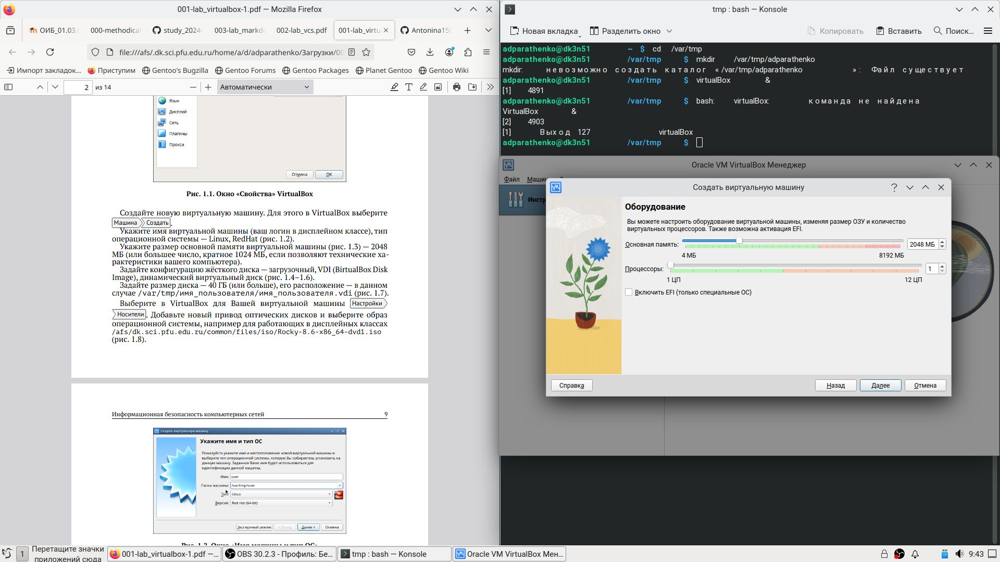 001-lab_virtualbox-1.pdf — Mozilla Firefox
ОИБ_01.03.0
000-methodical
study_2024-
003-lab_markdo
002-lab_vcs.pdf
001-lab_virtu
Antonina150
file:///afs/.dk.sci.pfu.edu.ru/home/a/d/adparathenko/Загрузки/00
Импорт закладок...
Приступим
Gentoo's Bugzilla
Gentoo Forums
Gentoo Packages
Planet Gentoo
Gentoo Wiki
2 из 14
Автоматически
Язык
Дисплей
Сеть
Плагины
Прокси
Отмена
OK
Рис. 1.1. Окно «Свойства» VirtualBox
Создайте новую виртуальную машину. Для этого в VirtualBox выберите
Машина Создать.
Укажите имя виртуальной машины (ваш логин в дисплейном классе), тип
операционной системы — Linux, RedHat (рис. 1.2).
Укажите размер основной памяти виртуальной машины (рис. 1.3) — 2048
МБ (или большее число, кратное 1024 МБ, если позволяют технические ха-
рактеристики вашего компьютера).
Задайте конфигурацию жёсткого диска — загрузочный, VDI (BirtualBox Disk
Image), динамический виртуальный диск (рис. 1.4–1.6).
Задайте размер диска — 40 ГБ (или больше), его расположение — в данном
случае /var/tmp/имя_пользователя/имя_пользователя.vdi (рис. 1.7).
Выберите в VirtualBox для Вашей виртуальной машины Настройки
Носители. Добавьте новый привод оптических дисков и выберите образ
операционной системы, например для работающих в дисплейных классах
/afs/dk.sci.pfu.edu.ru/common/files/iso/Rocky-8.6-x86_64-dvd1.iso
(рис. 1.8).
Информационная безопасность компьютерных сетей 9
Создать виртуальную машину
Укажите имя и тип ОС
Пожалуйста укажите имя и местоположение новой виртуальной машины и
выберите тип операционной системы, которую Вы собираетесь установить на
данную машину. Заданное Вами имя будет использоваться для
идентификации данной машины.
Имя: user
Папка машины: /var/tmp/user
Тип: Linux
Версия: Red Hat (64-bit)
Экспертный режим
< Назад
Далее >
Отмена
Рис. 1.2. Окно «Имя машины и тип ОС»
tmp : bash — Konsole
Новая вкладка
Разделить окно
Копировать
Вставить
Поиск...
adparathenko@dk3n51 ~ $ cd /var/tmp
adparathenko@dk3n51 /var/tmp $ mkdir /var/tmp/adparathenko
mkdir: невозможно создать каталог «/var/tmp/adparathenko»: Файл существует
adparathenko@dk3n51 /var/tmp $ virtualBox &
[1] 4891
adparathenko@dk3n51 /var/tmp $ bash: virtualBox: команда не найдена
VirtualBox &
[2] 4903
[1] Выход 127 virtualBox
adparathenko@dk3n51 /var/tmp $
Oracle VM VirtualBox Менеджер
Файл
Машин
Инстр
Создать виртуальную машину
Оборудование
Вы можете настроить оборудование виртуальной машины, изменяя размер ОЗУ и количество
виртуальных процессоров. Также возможна активация EFI.
Основная память: 2048 МБ
4 МБ 8192 МБ
Процессоры: 1
1 ЦП 12 ЦП
Включить EFI (только специальные ОС)
Справка
Назад
Далее
Отмена
1
Перетащите значки
приложений сюда
001-lab_virtualbox-1.pdf —...
OBS 30.2.3 - Профиль: Бе...
tmp : bash — Konsole
Oracle VM VirtualBox Мен...
9:43